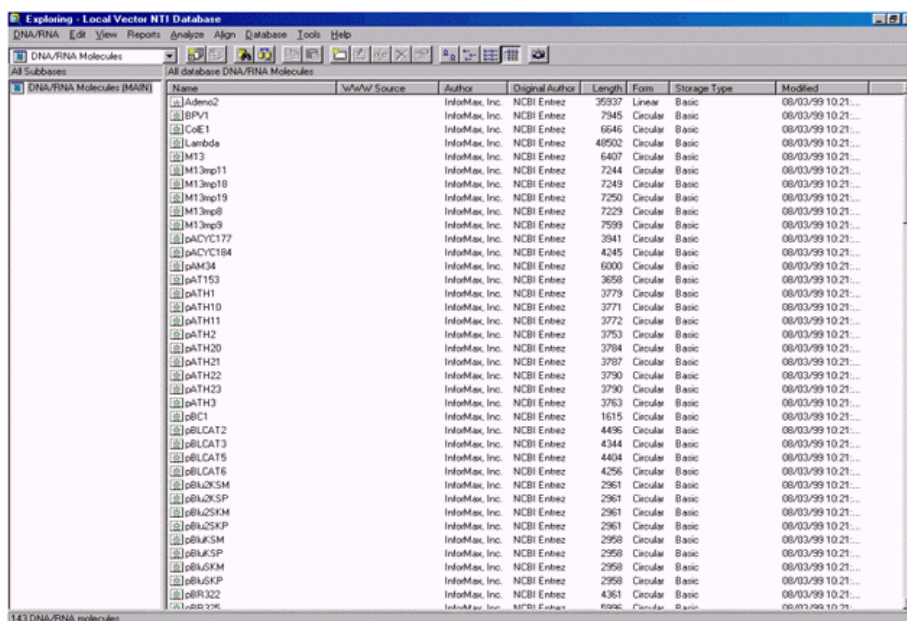 Exploring - Local Vector NTI Database
DNA/RNA Edit View Reports Analyze Align Database Tools Help
DNA/RNA Molecules
All Subbases All database DNA/RNA Molecules
DNA/RNA Molecules (MAIN) Name WWW Source Author Original Author Length Form Storage Type Modified
Adeno2 InforMax, Inc. NCBI Entrez 35937 Linear Basic 08/03/99 10:21:...
BPV1 InforMax, Inc. NCBI Entrez 7945 Circular Basic 08/03/99 10:21:...
ColE1 InforMax, Inc. NCBI Entrez 6646 Circular Basic 08/03/99 10:21:...
Lambda InforMax, Inc. NCBI Entrez 48502 Circular Basic 08/03/99 10:21:...
M13 InforMax, Inc. NCBI Entrez 6407 Circular Basic 08/03/99 10:21:...
M13mp11 InforMax, Inc. NCBI Entrez 7244 Circular Basic 08/03/99 10:21:...
M13mp18 InforMax, Inc. NCBI Entrez 7249 Circular Basic 08/03/99 10:21:...
M13mp19 InforMax, Inc. NCBI Entrez 7250 Circular Basic 08/03/99 10:21:...
M13mp8 InforMax, Inc. NCBI Entrez 7229 Circular Basic 08/03/99 10:21:...
M13mp9 InforMax, Inc. NCBI Entrez 7599 Circular Basic 08/03/99 10:21:...
pACYC177 InforMax, Inc. NCBI Entrez 3941 Circular Basic 08/03/99 10:21:...
pACYC184 InforMax, Inc. NCBI Entrez 4245 Circular Basic 08/03/99 10:21:...
pAM34 InforMax, Inc. NCBI Entrez 6000 Circular Basic 08/03/99 10:21:...
pAT153 InforMax, Inc. NCBI Entrez 3658 Circular Basic 08/03/99 10:21:...
pATH1 InforMax, Inc. NCBI Entrez 3779 Circular Basic 08/03/99 10:21:...
pATH10 InforMax, Inc. NCBI Entrez 3771 Circular Basic 08/03/99 10:21:...
pATH11 InforMax, Inc. NCBI Entrez 3772 Circular Basic 08/03/99 10:21:...
pATH2 InforMax, Inc. NCBI Entrez 3753 Circular Basic 08/03/99 10:21:...
pATH20 InforMax, Inc. NCBI Entrez 3784 Circular Basic 08/03/99 10:21:...
pATH21 InforMax, Inc. NCBI Entrez 3787 Circular Basic 08/03/99 10:21:...
pATH22 InforMax, Inc. NCBI Entrez 3790 Circular Basic 08/03/99 10:21:...
pATH23 InforMax, Inc. NCBI Entrez 3790 Circular Basic 08/03/99 10:21:...
pATH3 InforMax, Inc. NCBI Entrez 3763 Circular Basic 08/03/99 10:21:...
pBC1 InforMax, Inc. NCBI Entrez 1615 Circular Basic 08/03/99 10:21:...
pBLCAT2 InforMax, Inc. NCBI Entrez 4496 Circular Basic 08/03/99 10:21:...
pBLCAT3 InforMax, Inc. NCBI Entrez 4344 Circular Basic 08/03/99 10:21:...
pBLCAT5 InforMax, Inc. NCBI Entrez 4404 Circular Basic 08/03/99 10:21:...
pBLCAT6 InforMax, Inc. NCBI Entrez 4256 Circular Basic 08/03/99 10:21:...
pBlu2KSM InforMax, Inc. NCBI Entrez 2961 Circular Basic 08/03/99 10:21:...
pBlu2KSP InforMax, Inc. NCBI Entrez 2961 Circular Basic 08/03/99 10:21:...
pBlu2SKM InforMax, Inc. NCBI Entrez 2961 Circular Basic 08/03/99 10:21:...
pBlu2SKP InforMax, Inc. NCBI Entrez 2961 Circular Basic 08/03/99 10:21:...
pBluKSM InforMax, Inc. NCBI Entrez 2958 Circular Basic 08/03/99 10:21:...
pBluKSP InforMax, Inc. NCBI Entrez 2958 Circular Basic 08/03/99 10:21:...
pBluSKM InforMax, Inc. NCBI Entrez 2958 Circular Basic 08/03/99 10:21:...
pBluSKP InforMax, Inc. NCBI Entrez 2958 Circular Basic 08/03/99 10:21:...
pBR322 InforMax, Inc. NCBI Entrez 4361 Circular Basic 08/03/99 10:21:...
pBR325 InforMax, Inc. NCBI Entrez 5996 Circular Basic 08/03/99 10:21:...
143 DNA/RNA molecules